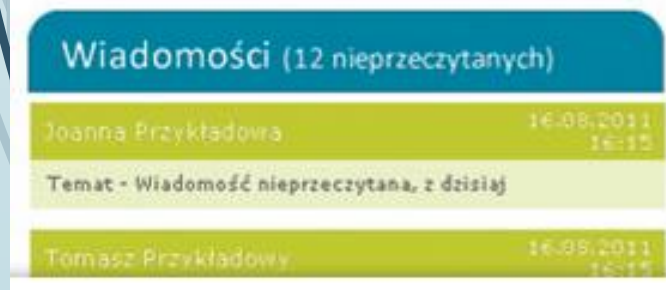 Wiadomości (12 nieprzeczytanych)
Joanna Przykładowa 16.08.2011
16:15
Temat - Wiadomość nieprzeczytana, z dzisiaj
Tomasz Przykładowy 16.08.2011
16:15